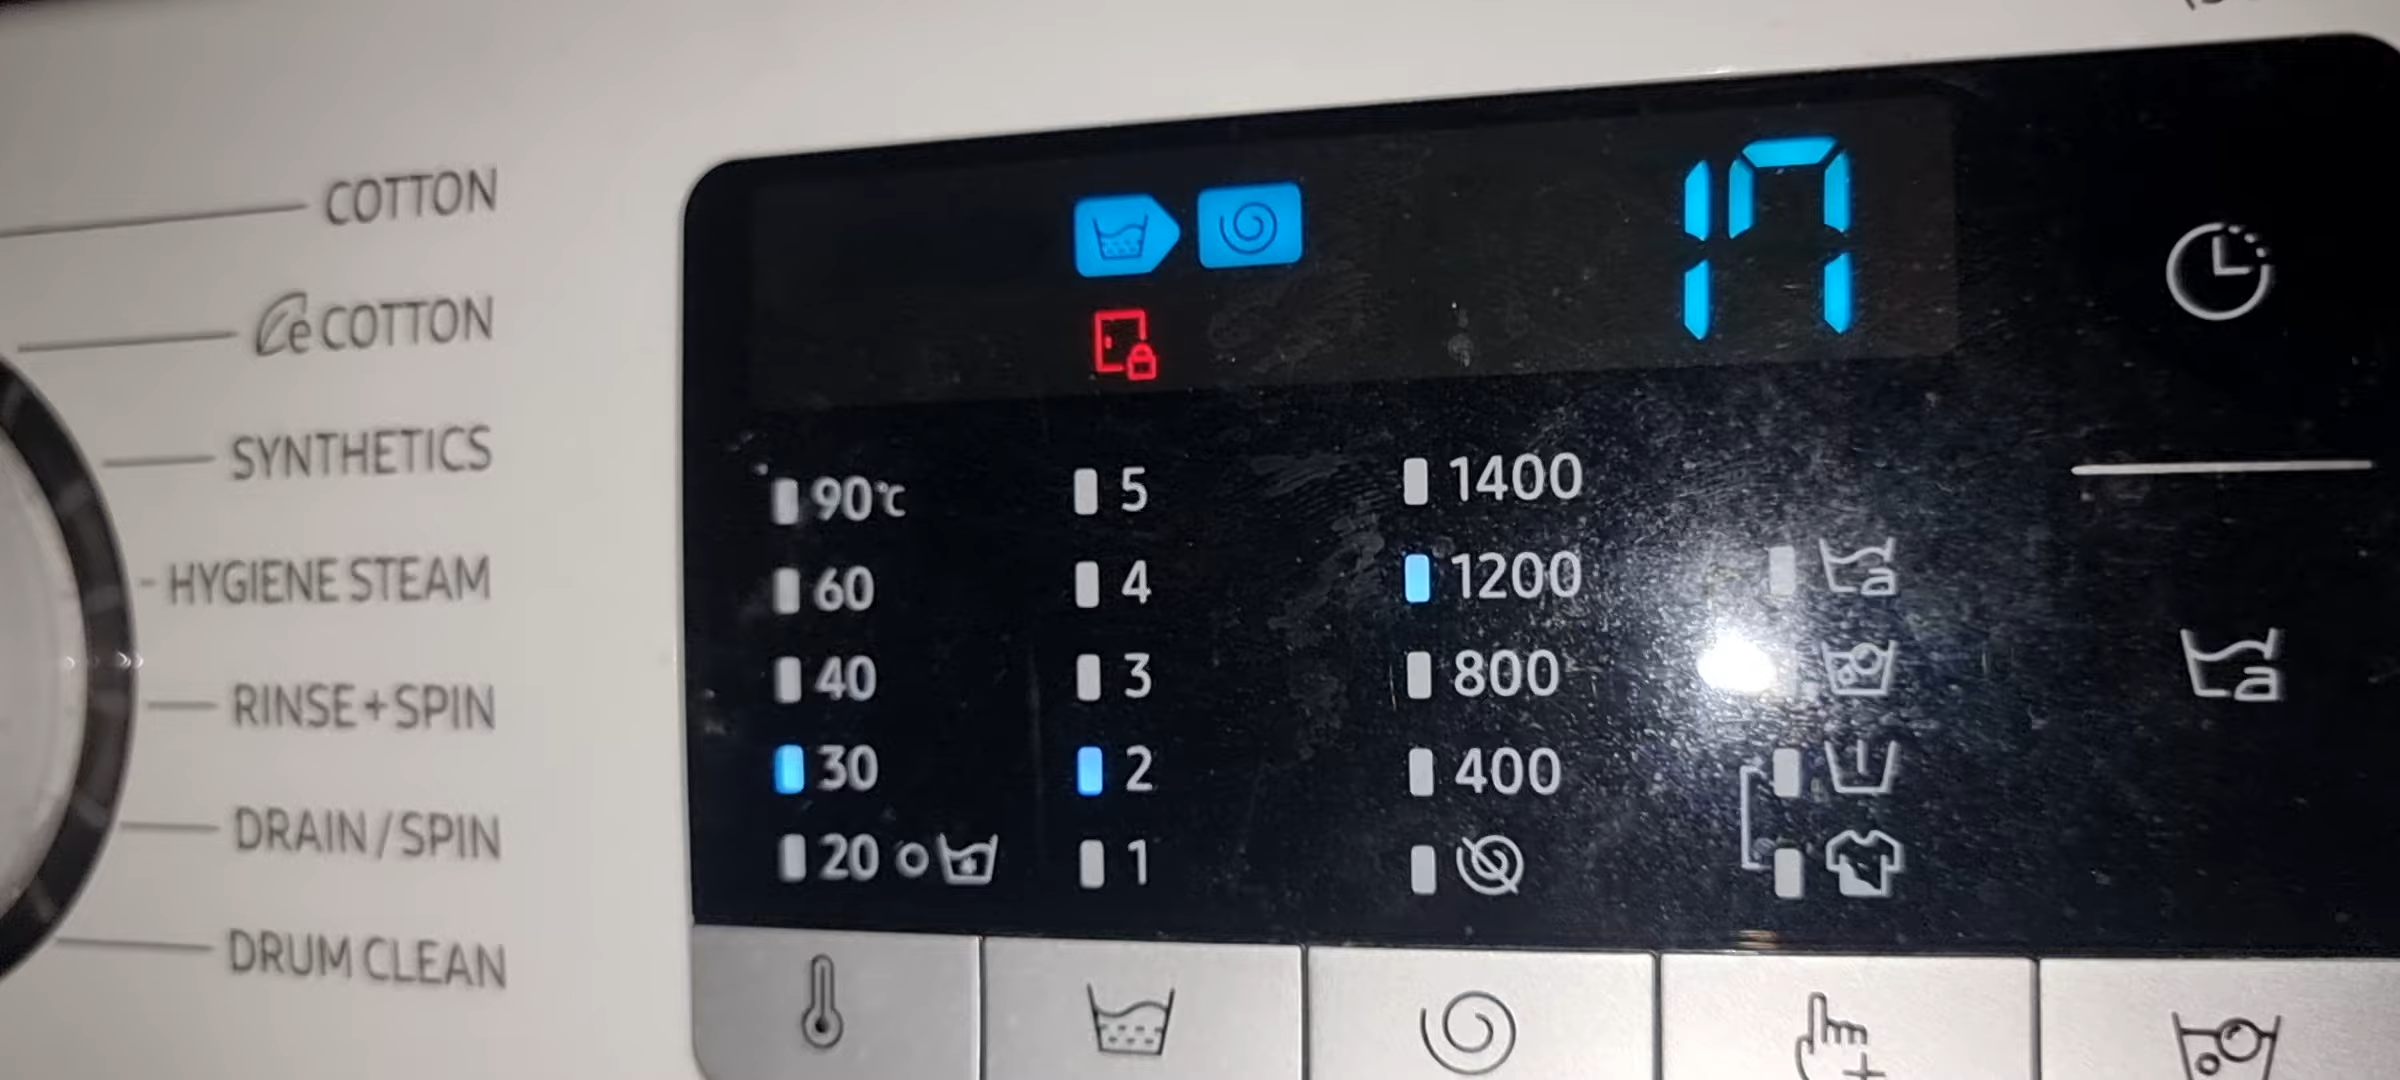 COTTON
e COTTON
SYNTHETICS
HYGIENE STEAM
RINSE+SPIN
DRAIN/SPIN
DRUM CLEAN
17
90℃ 5 1400
60 4 1200 a
40 3 800
30 2 400
20 1
a